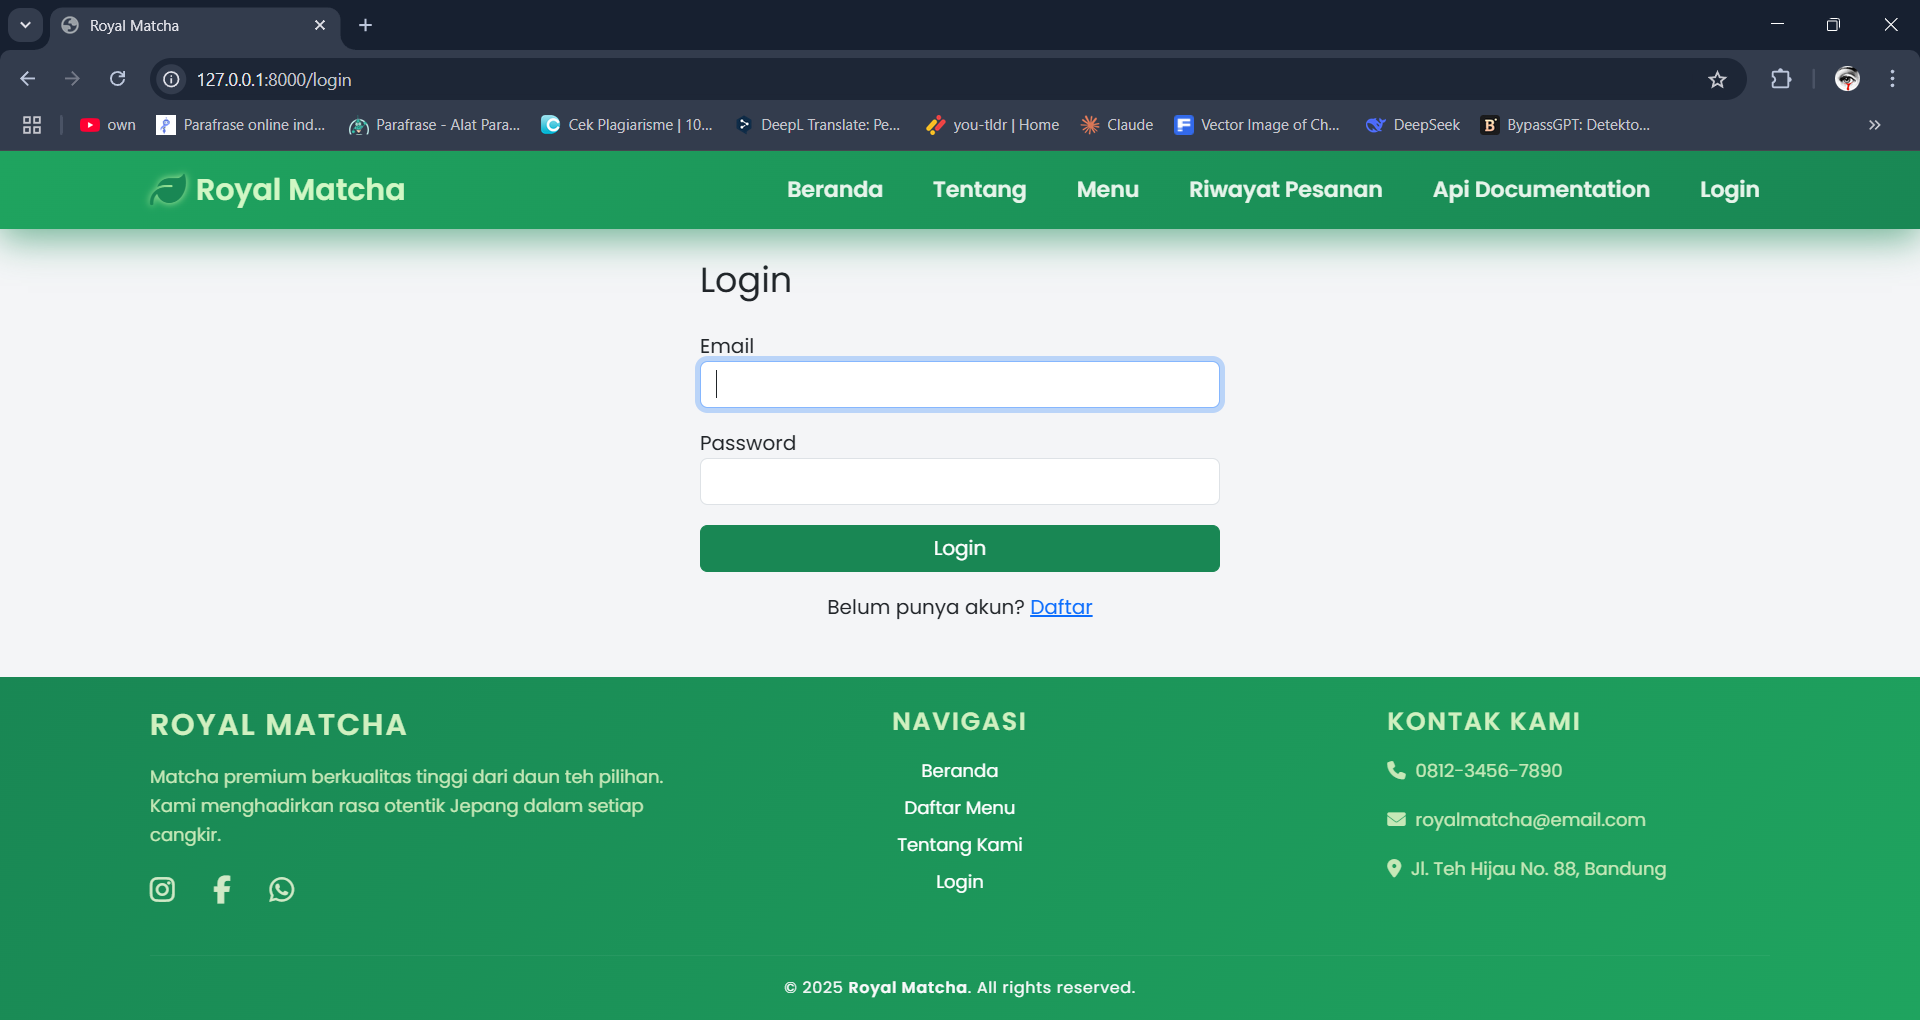 Royal Matcha
127.0.0.1:8000/login
own
Parafrase online ind...
Parafrase - Alat Para...
Cek Plagiarisme | 10...
DeepL Translate: Pe...
you-tldr | Home
Claude
Vector Image of Ch...
DeepSeek
BypassGPT: Detekto...
Royal Matcha
Beranda
Tentang
Menu
Riwayat Pesanan
Api Documentation
Login
Login
Email
Password
Login
Belum punya akun? Daftar
ROYAL MATCHA
Matcha premium berkualitas tinggi dari daun teh pilihan.
Kami menghadirkan rasa otentik Jepang dalam setiap
cangkir.
NAVIGASI
Beranda
Daftar Menu
Tentang Kami
Login
KONTAK KAMI
0812-3456-7890
royalmatcha@email.com
Jl. Teh Hijau No. 88, Bandung
© 2025 Royal Matcha. All rights reserved.